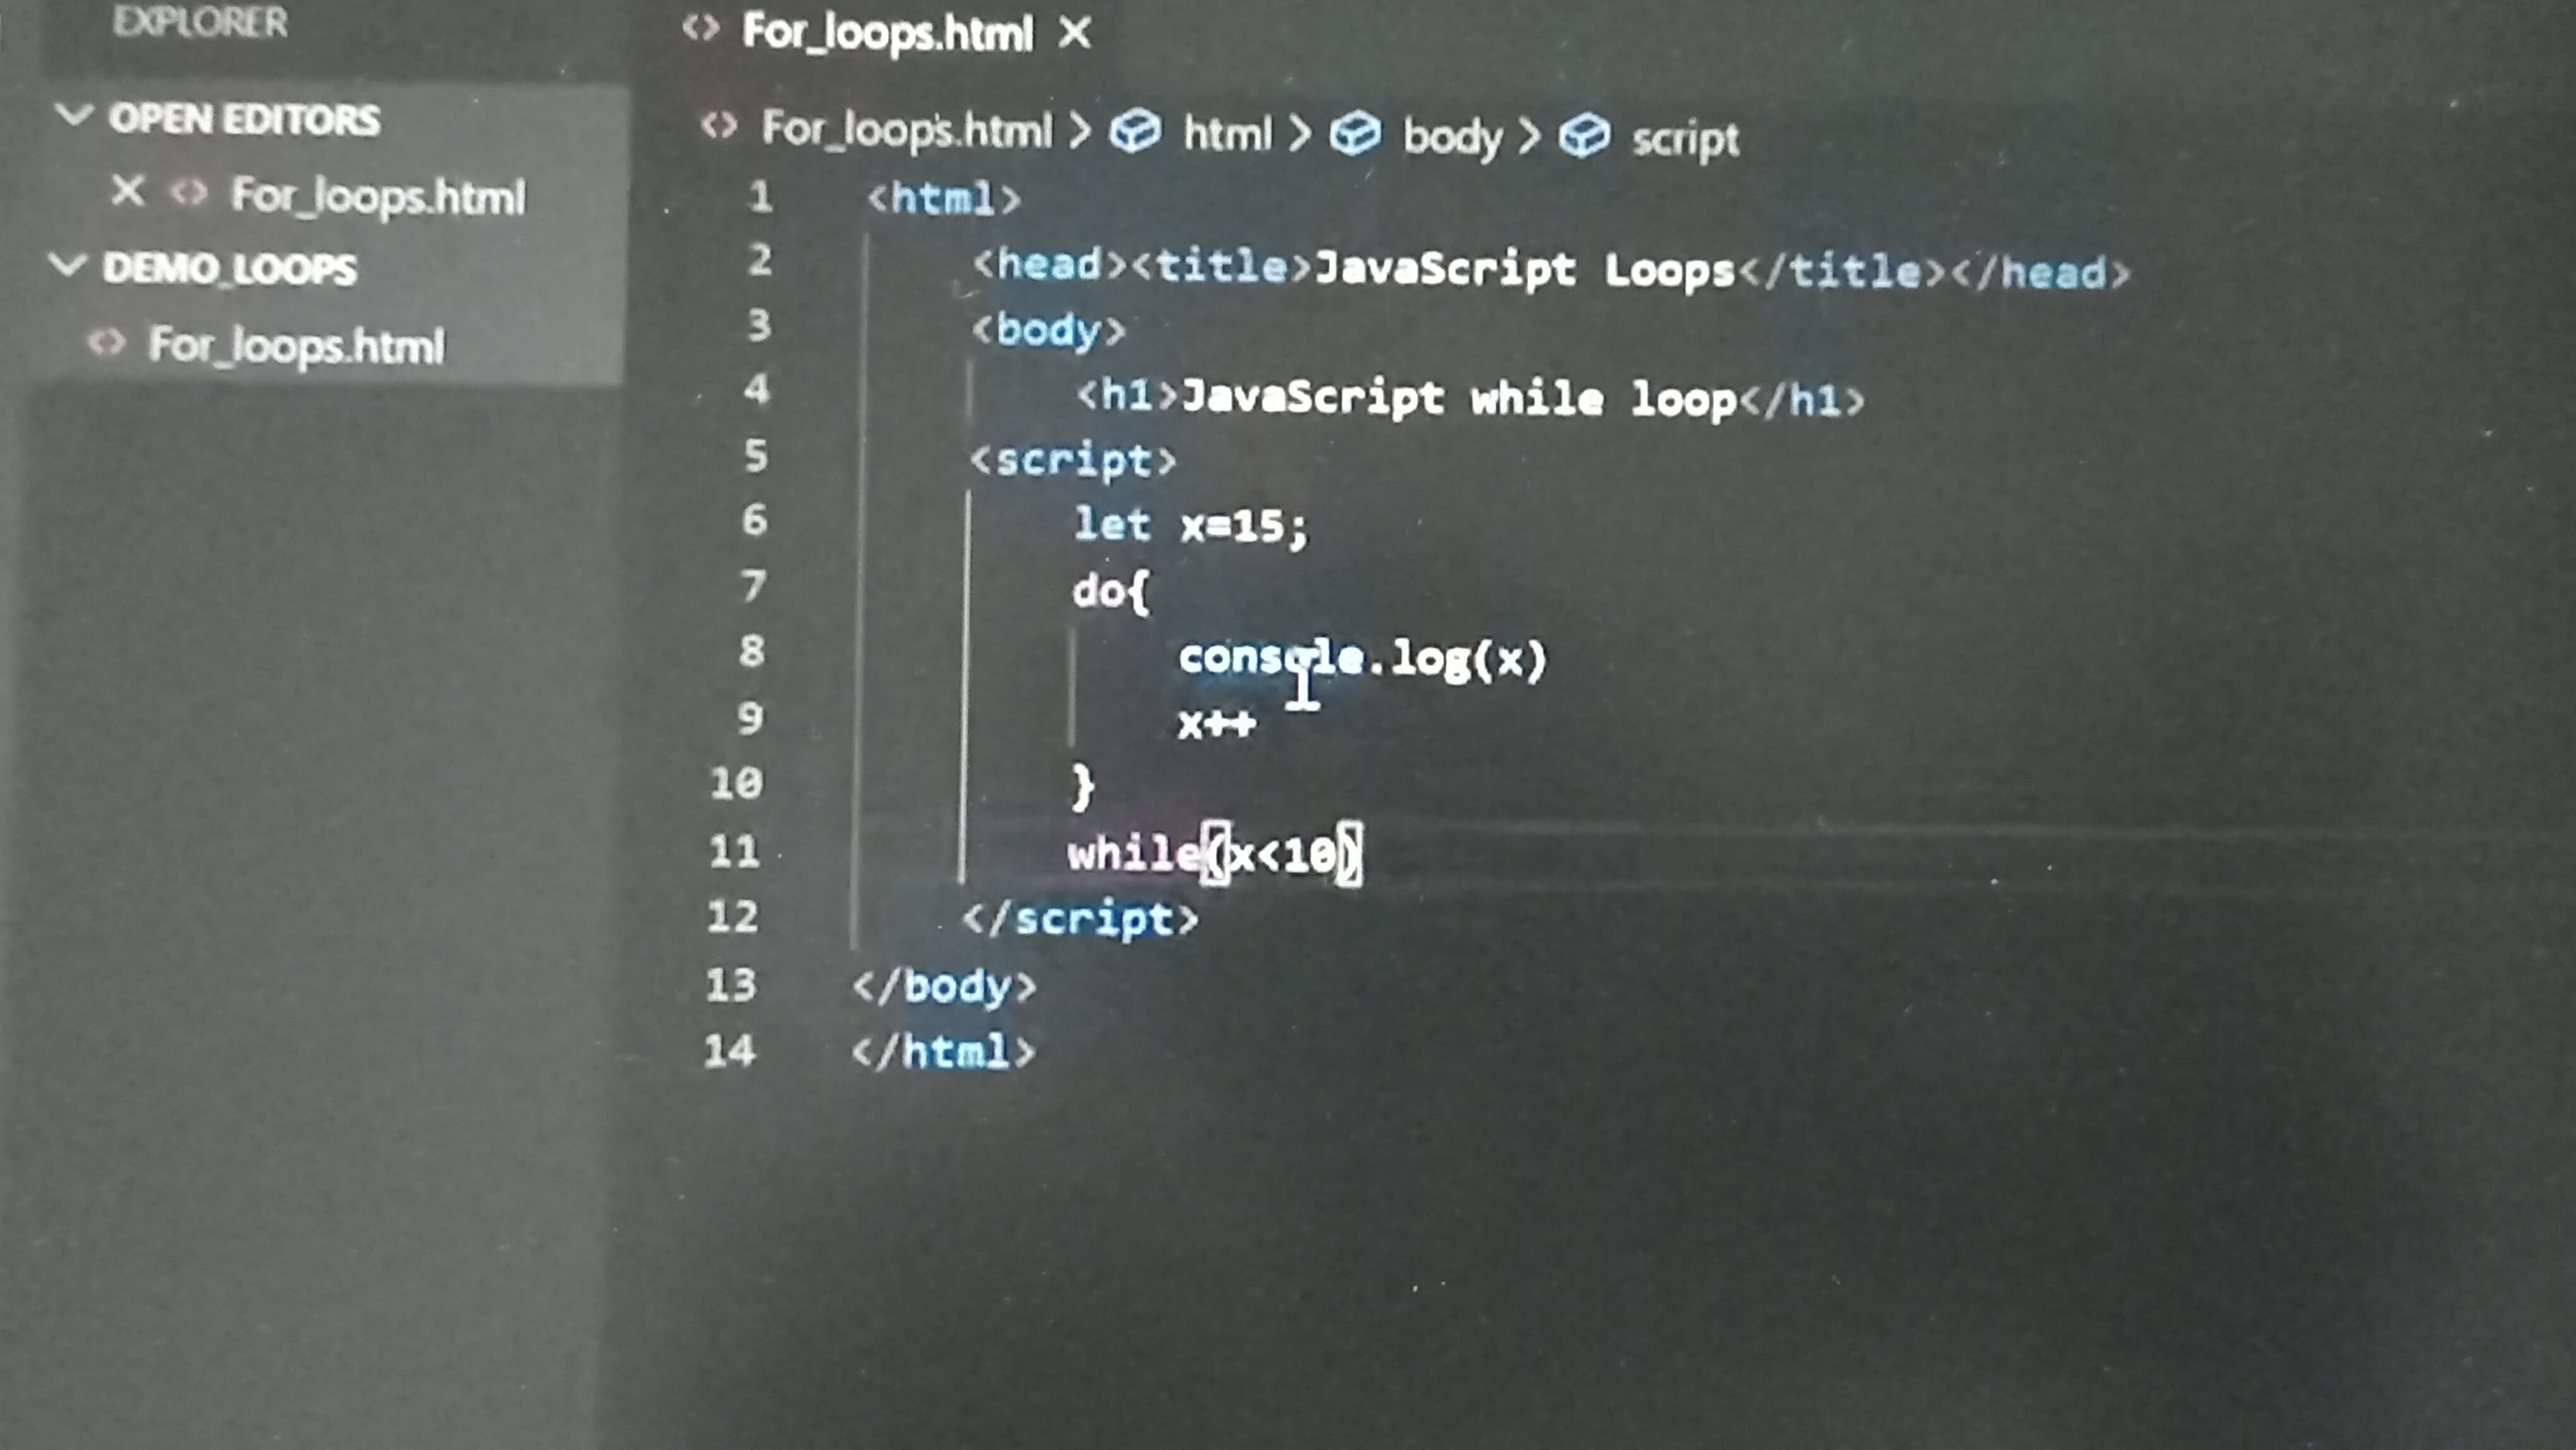 EXPLORER
OPEN EDITORS
For_loops.html
DEMO_LOOPS
For_loops.html
For_loops.html
For_loops.html > html > body > script
1 <html>
2 <head><title>JavaScript Loops</title></head>
3 <body>
4 <h1>JavaScript while loop</h1>
5 <script>
6 let x=15;
7 do{
8 console.log(x)
9 x++
10 }
11 while(x<10)
12 </script>
13 </body>
14 </html>